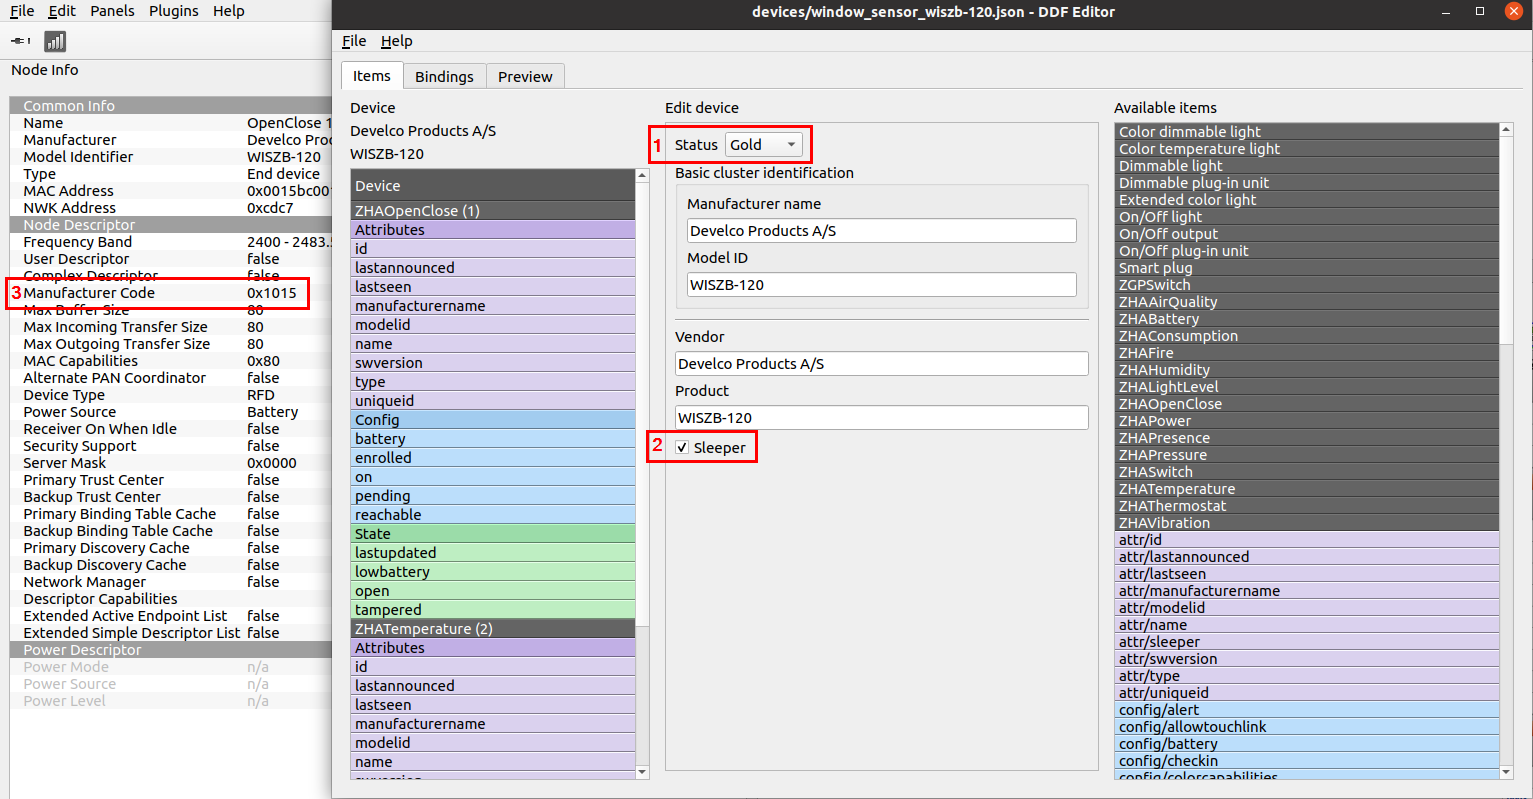 File Edit Panels Plugins Help
Node Info
Common Info
Name OpenClose 1
Manufacturer Develco Pro
Model Identifier WISZB-120
Type End device
MAC Address 0x0015bc001
NWK Address 0xcdc7
Node Descriptor
Frequency Band 2400 - 2483.5
User Descriptor false
Complex Descriptor false
3 Manufacturer Code 0x1015
Max Buffer Size 80
Max Incoming Transfer Size 80
Max Outgoing Transfer Size 80
MAC Capabilities 0x80
Alternate PAN Coordinator false
Device Type RFD
Power Source Battery
Receiver On When Idle false
Security Support false
Server Mask 0x0000
Primary Trust Center false
Backup Trust Center false
Primary Binding Table Cache false
Backup Binding Table Cache false
Primary Discovery Cache false
Backup Discovery Cache false
Network Manager false
Descriptor Capabilities
Extended Active Endpoint List false
Extended Simple Descriptor List false
Power Descriptor
Power Mode n/a
Power Source n/a
Power Level n/a
devices/window_sensor_wiszb-120.json - DDF Editor
File Help
Items Bindings Preview
Device
Develco Products A/S
WISZB-120
Device
ZHAOpenClose (1)
Attributes
id
lastannounced
lastseen
manufacturername
modelid
name
swversion
type
uniqueid
Config
battery
enrolled
on
pending
reachable
State
lastupdated
lowbattery
open
tampered
ZHATemperature (2)
Attributes
id
lastannounced
lastseen
manufacturername
modelid
name
swversion
Edit device
1 Status Gold
Basic cluster identification
Manufacturer name
Develco Products A/S
Model ID
WISZB-120
Vendor
Develco Products A/S
Product
WISZB-120
2 Sleeper
Available items
Color dimmable light
Color temperature light
Dimmable light
Dimmable plug-in unit
Extended color light
On/Off light
On/Off output
On/Off plug-in unit
Smart plug
ZGPSwitch
ZHAAirQuality
ZHABattery
ZHAConsumption
ZHAFire
ZHAHumidity
ZHALightLevel
ZHAOpenClose
ZHAPower
ZHAPresence
ZHAPressure
ZHASwitch
ZHATemperature
ZHAThermostat
ZHAVibration
attr/id
attr/lastannounced
attr/lastseen
attr/manufacturername
attr/modelid
attr/name
attr/sleeper
attr/swversion
attr/type
attr/uniqueid
config/alert
config/allowtouchlink
config/battery
config/checkin
config/colorcapabilities